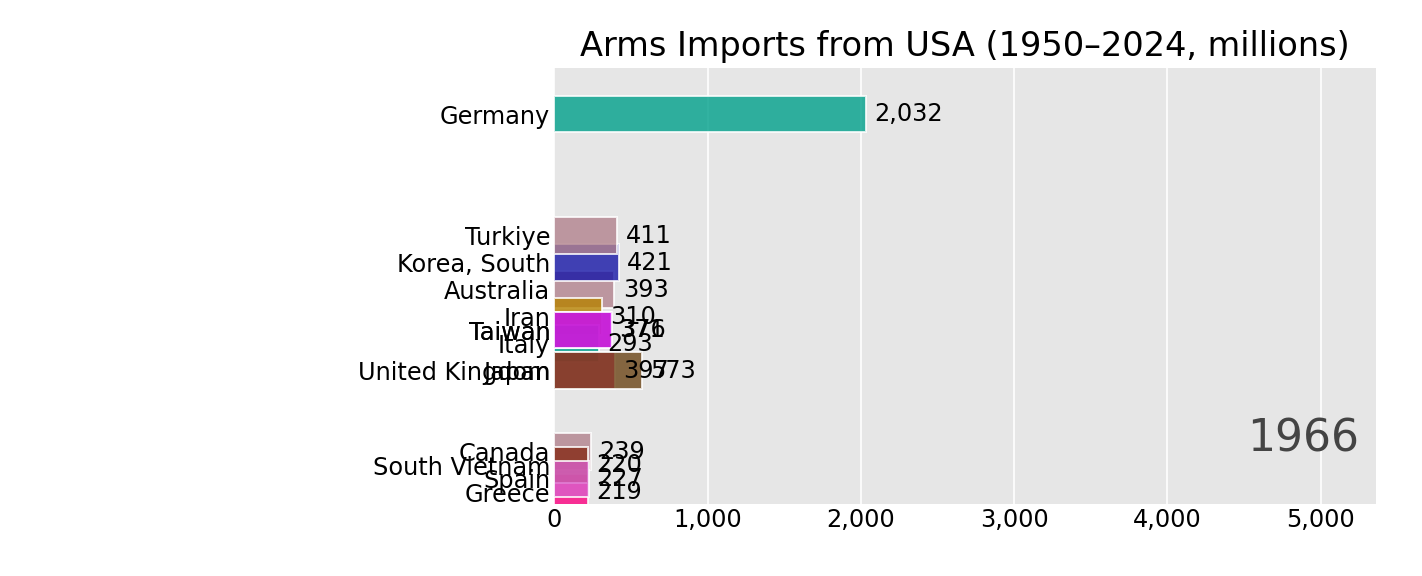 Arms Imports from USA (1950–2024, millions)
Germany 2,032
Turkiye 411
Korea, South 421
Australia 393
Iran 310
Taiwan 376
Italy 293
United Kingdom 573
Japan 397
1966
Canada 239
South Vietnam 220
Spain 227
Greece 219
0 1,000 2,000 3,000 4,000 5,000